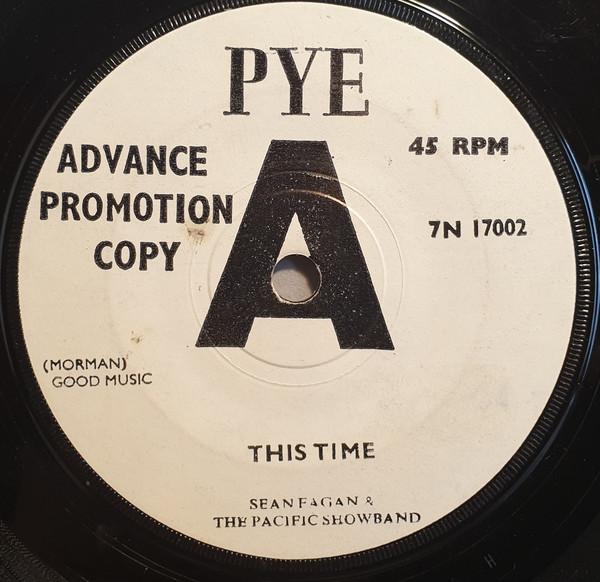 PYE
ADVANCE
PROMOTION
COPY
A
45 RPM
7N 17002
(MORMAN)
GOOD MUSIC
THIS TIME
SEAN FAGAN &
THE PACIFIC SHOWBAND